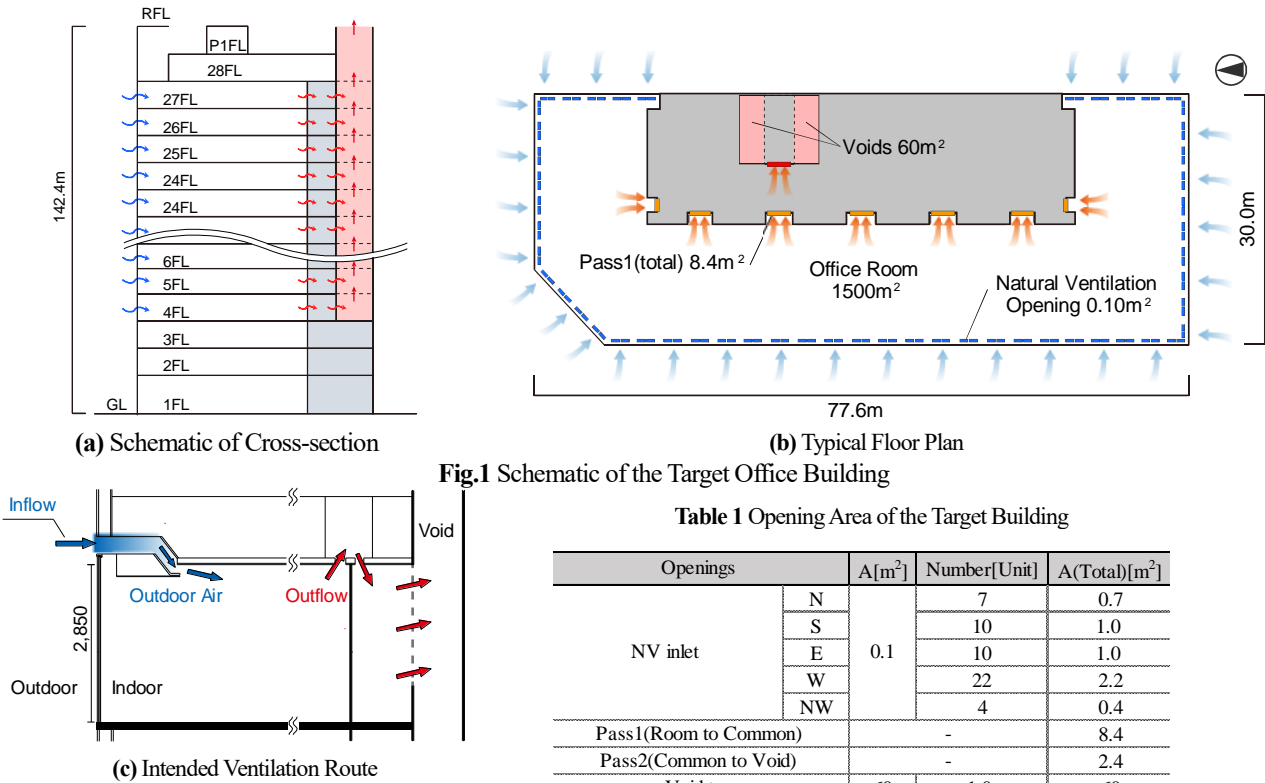 RFL
P1FL
28FL
27FL
26FL
25FL
24FL
24FL
6FL
5FL
4FL
3FL
2FL
GL 1FL
142.4m
(a) Schematic of Cross-section
Voids 60m²
Pass1(total) 8.4m²
Office Room
1500m²
Natural Ventilation
Opening 0.10m²
30.0m
77.6m
(b) Typical Floor Plan
Fig.1 Schematic of the Target Office Building
Inflow
Void
Outdoor Air
Outflow
2,850
Outdoor
Indoor
(c) Intended Ventilation Route
Table 1 Opening Area of the Target Building
Openings A[m²] Number[Unit] A(Total)[m²]
NV inlet 0.1
N 7 0.7
S 10 1.0
E 10 1.0
W 22 2.2
NW 4 0.4
Pass1(Room to Common) - 8.4
Pass2(Common to Void) - 2.4